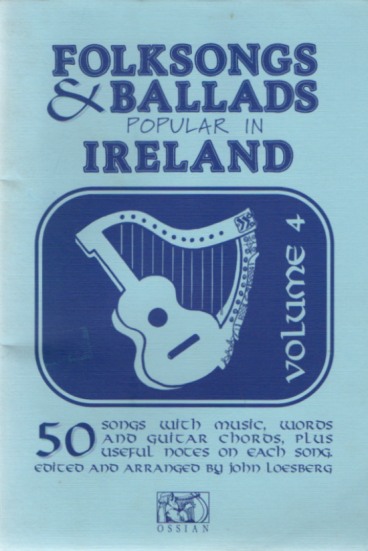 FOLKSONGS
& BALLADS
POPULAR IN
IRELAND
VOLUME 4
50 SONGS WITH MUSIC, WORDS
AND GUITAR CHORDS, PLUS
USEFUL NOTES ON EACH SONG.
EDITED AND ARRANGED BY JOHN LOESBERG
OSSIAN